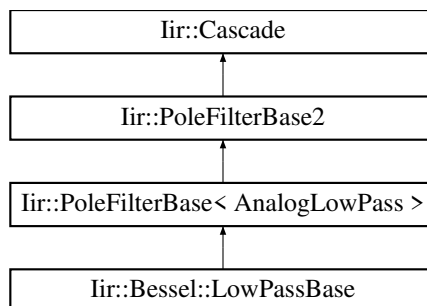 Iir::Cascade
Iir::PoleFilterBase2
Iir::PoleFilterBase< AnalogLowPass >
Iir::Bessel::LowPassBase